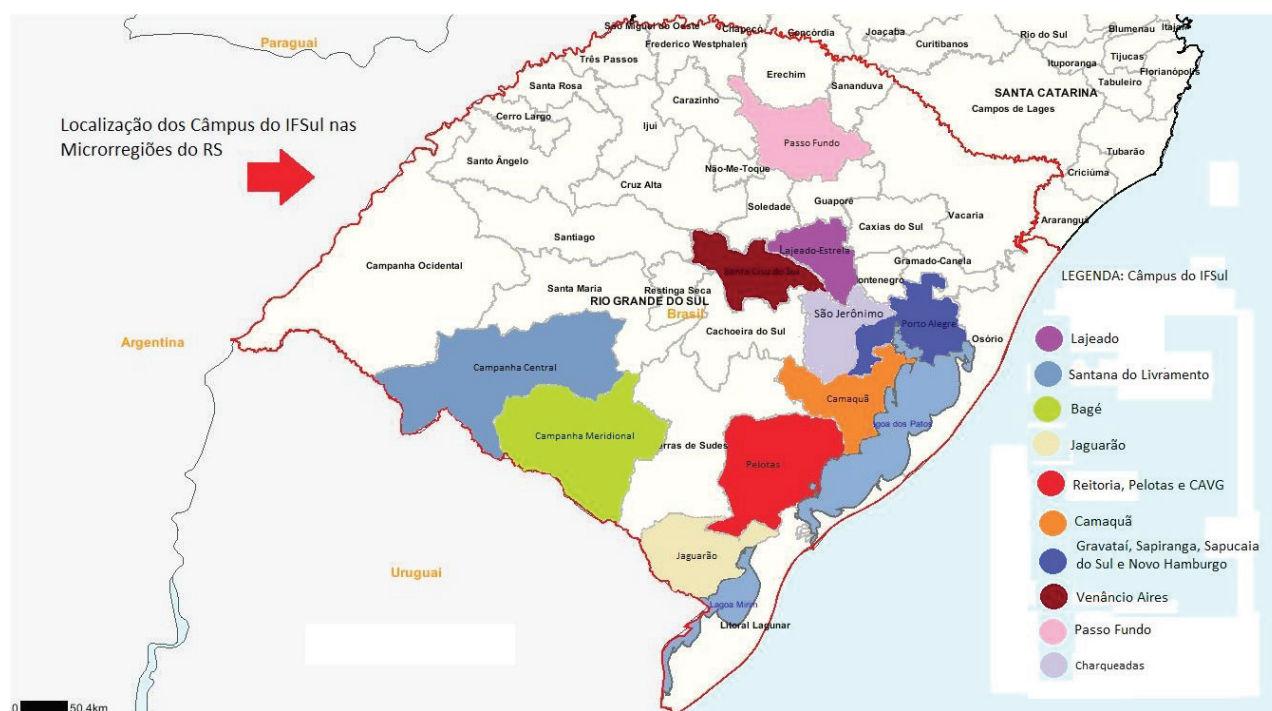 Paraguai
São Miguel do Oeste
Chapecó
Concórdia
Joaçaba
Curitibanos
Rio do Sul
Blumenau
Itajaí
Frederico Westphalen
Ituporanga
Tijucas
Florianópolis
Três Passos
Erechim
Sananduva
Tabuleiro
Santa Rosa
SANTA CATARINA
Carazinho
Campos de Lages
Cerro Largo
Localização dos Câmpus do IFSul nas
Microrregiões do RS
Ijui
Passo Fundo
Tubarão
Santo Ângelo
Não-Me-Toque
Criciúma
Cruz Alta
Soledade
Guaporé
Vacaria
Araranguá
Caxias do Sul
Santiago
Lajeado-Estrela
Campanha Ocidental
Gramado-Canela
Santa Cruz do Sul
LEGENDA: Câmpus do IFSul
Santa Maria
Restinga Seca
ontenegro
RIO GRANDE DO SUL
Brasil
São Jerônimo
Porto Alegre
Cachoeira do Sul
Osório
Argentina
Lajeado
Campanha Central
Santana do Livramento
Camaquã
Bagé
agoa dos Patos
Campanha Meridional
rras de Sudes
Jaguarão
Pelotas
Reitoria, Pelotas e CAVG
Camaquã
Gravataí, Sapiranga, Sapucaia
do Sul e Novo Hamburgo
Jaguarão
Uruguai
Venâncio Aires
Lagoa Mirim
Litoral Lagunar
Passo Fundo
Charqueadas
0 50.4km